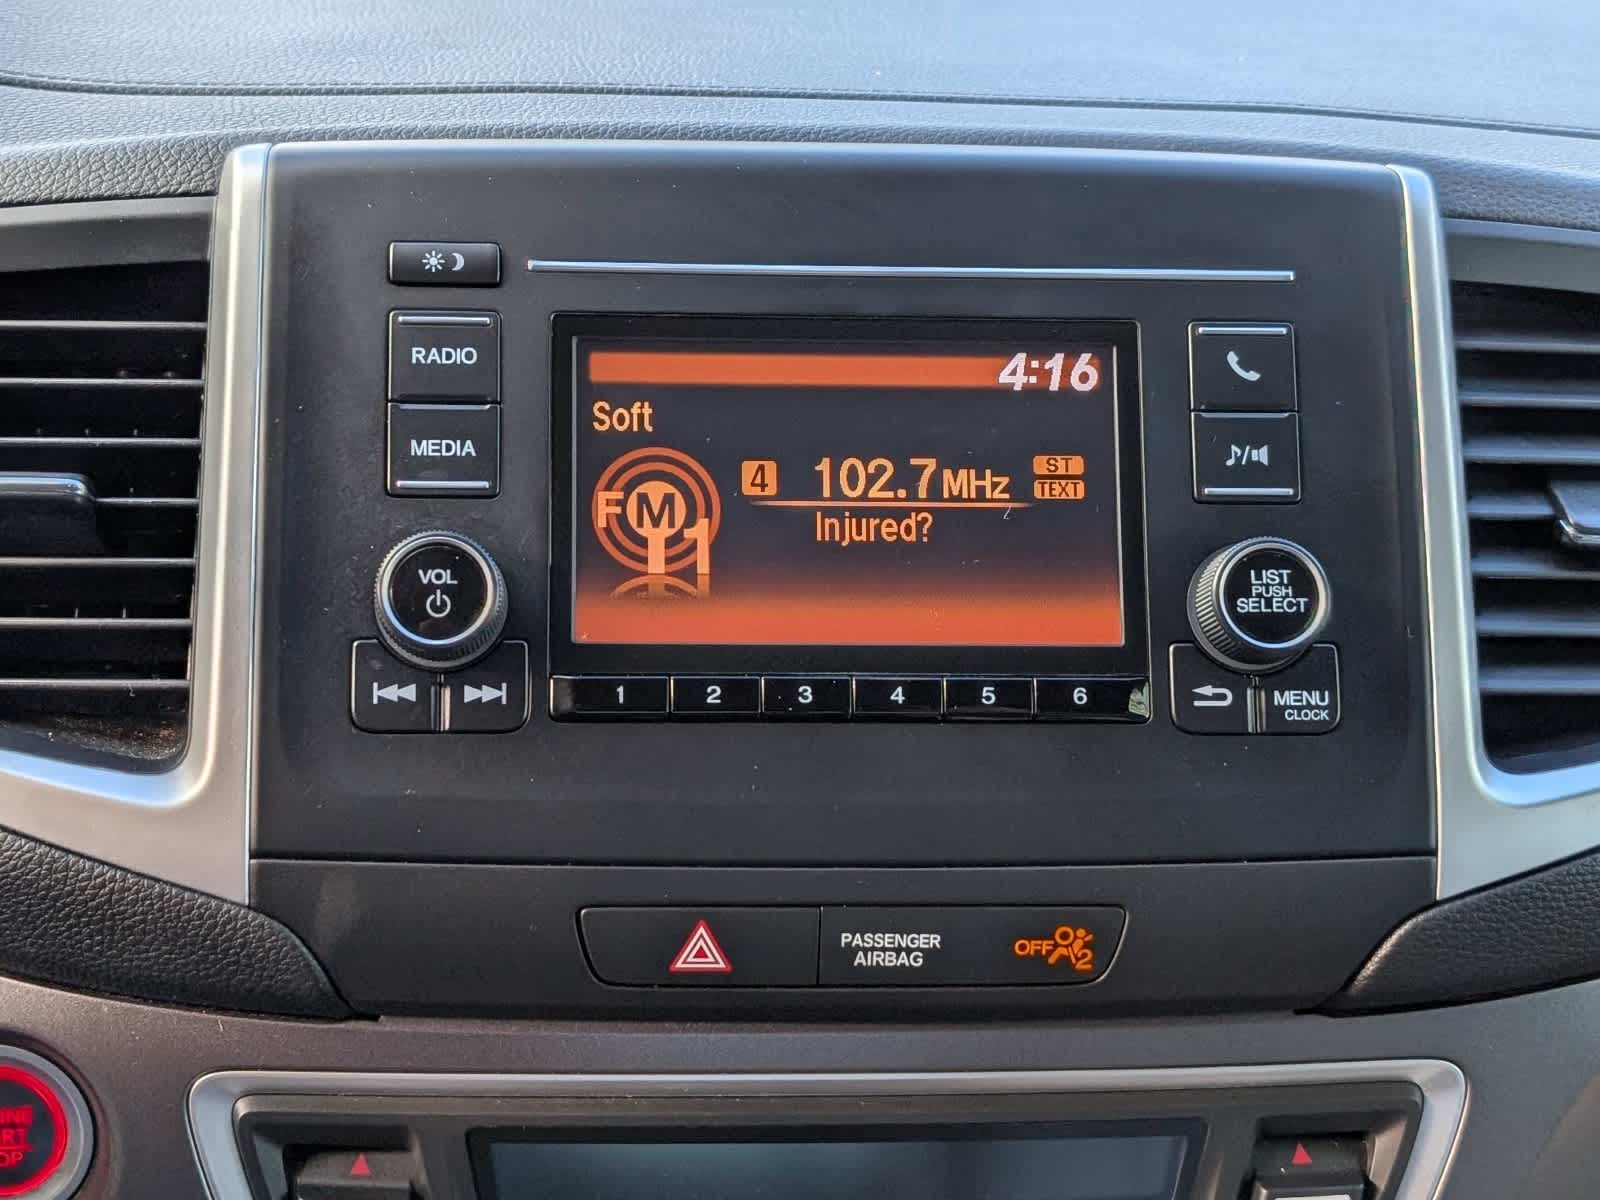 4:16
RADIO
Soft
MEDIA
4 102.7MHz ST
TEXT
FM1
Injured?
VOL
LIST
PUSH
SELECT
1 2 3 4 5 6
MENU
CLOCK
PASSENGER
AIRBAG
OFF 2